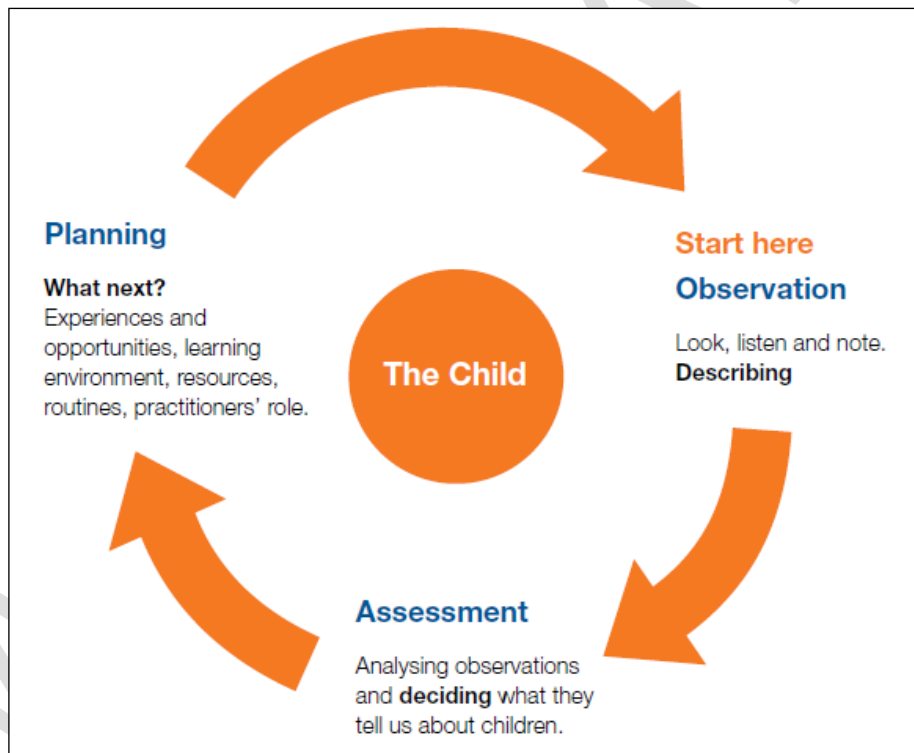 Planning
What next?
Experiences and
opportunities, learning
environment, resources,
routines, practitioners' role.
The Child
Start here
Observation
Look, listen and note.
Describing
Assessment
Analysing observations
and deciding what they
tell us about children.